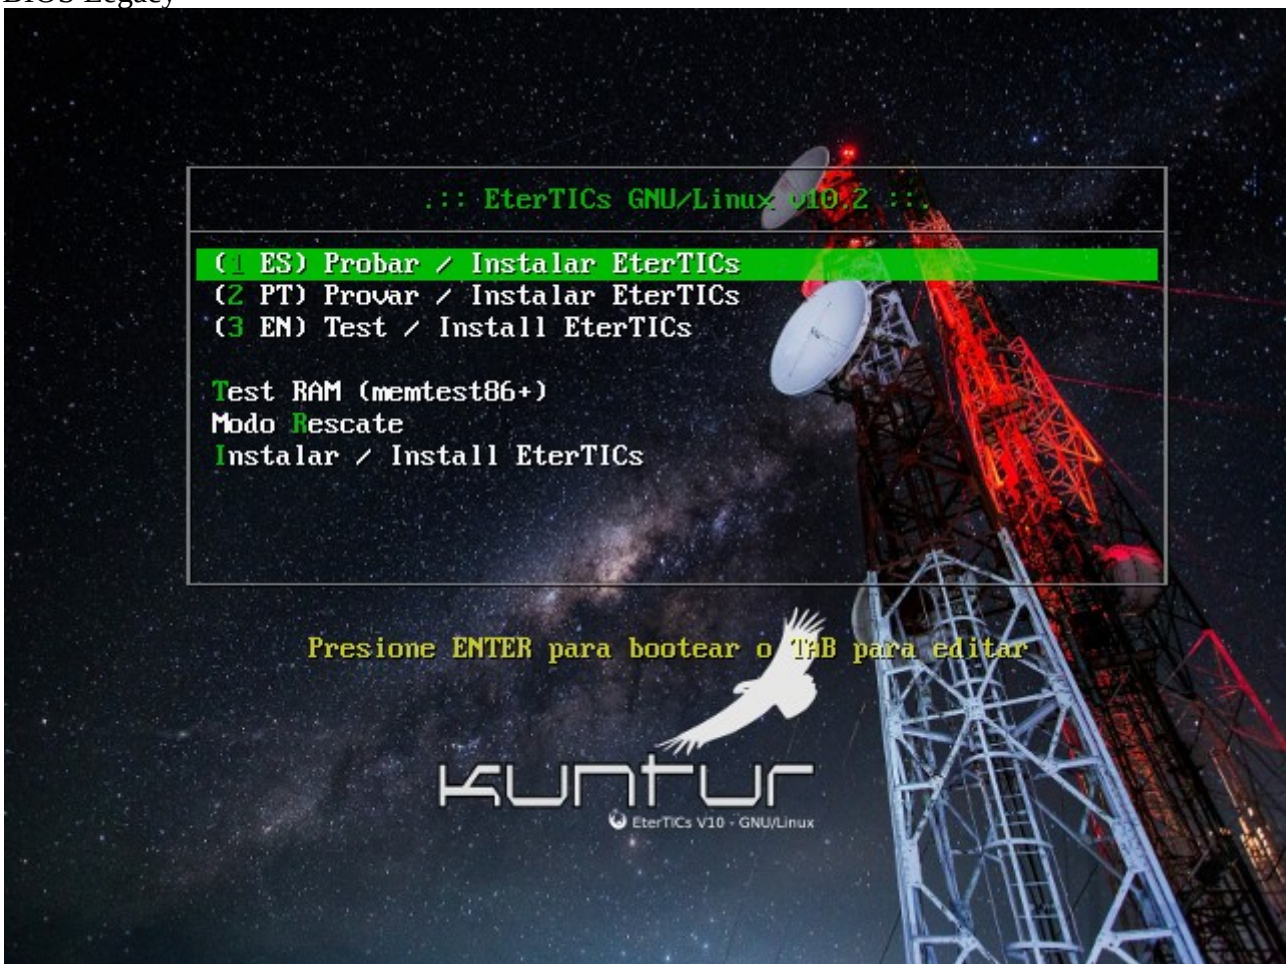 BIOS Legacy
.:: EterTICs GNU/Linux v10.2 ::.
(1 ES) Probar / Instalar EterTICs
(2 PT) Provar / Instalar EterTICs
(3 EN) Test / Install EterTICs
Test RAM (memtest86+)
Modo Rescate
Instalar / Install EterTICs
Presione ENTER para bootear o TAB para editar
kuntur
EterTICs V10 - GNU/Linux